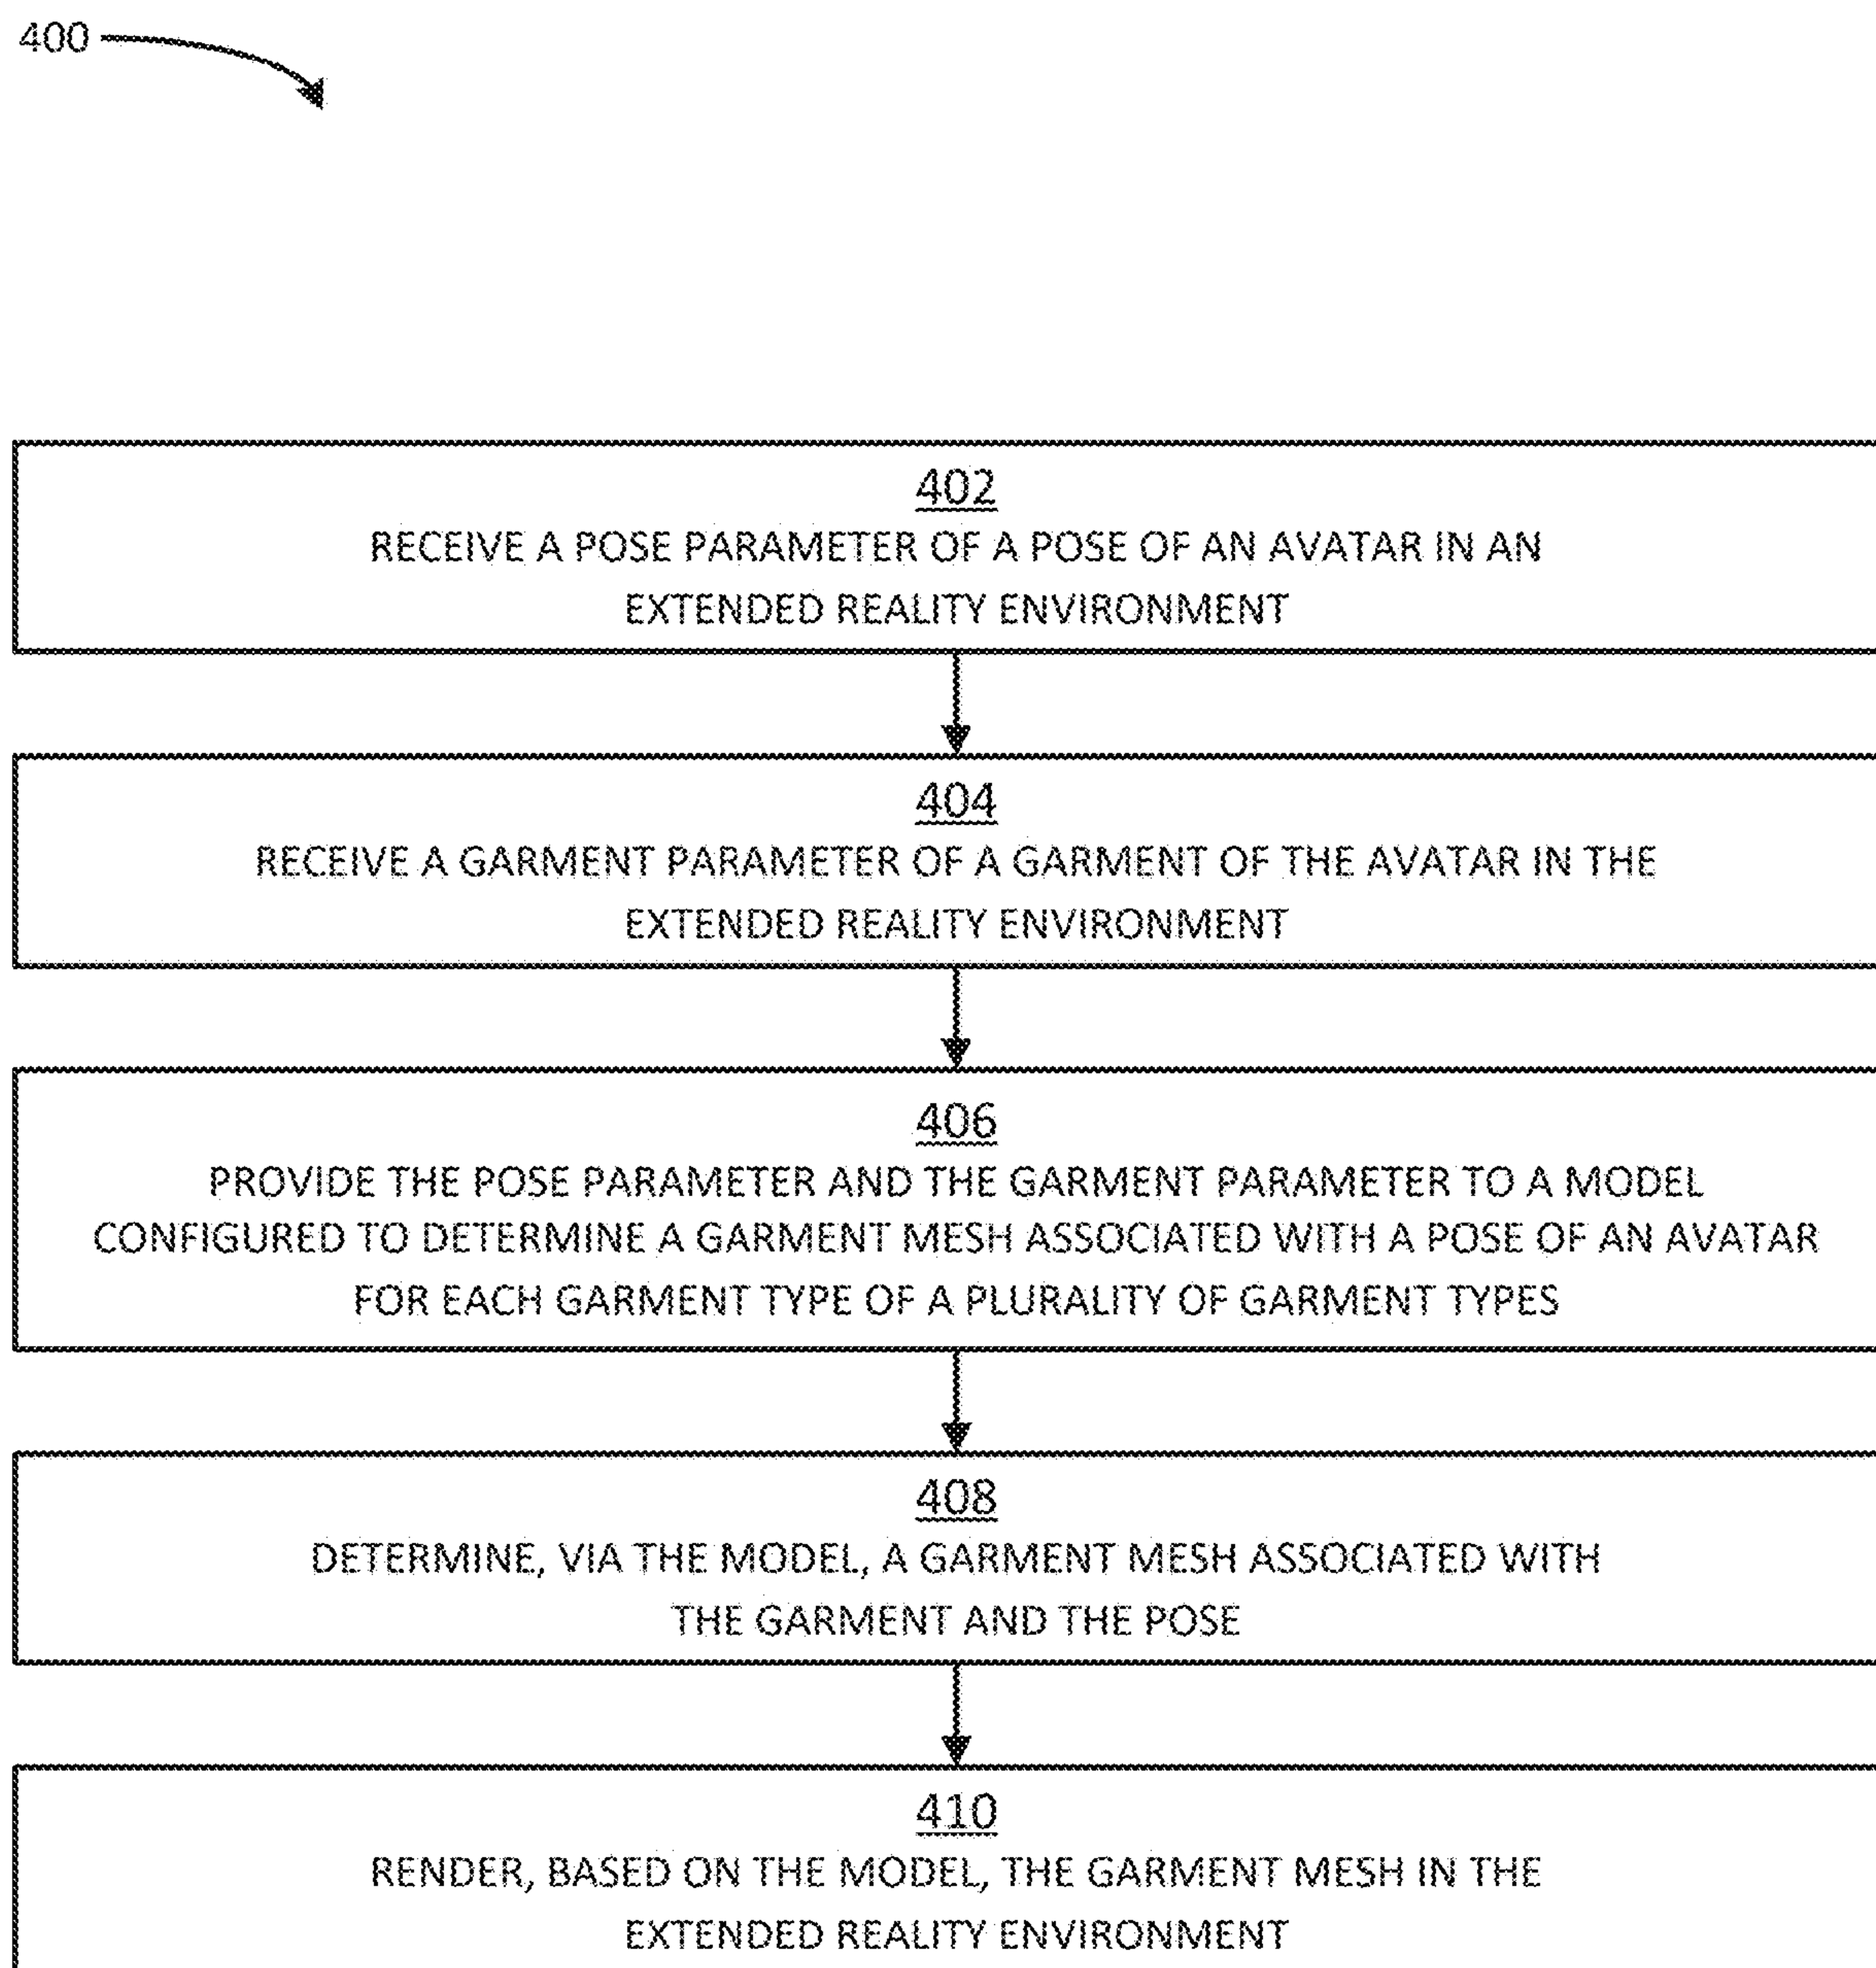 400
402
RECEIVE A POSE PARAMETER OF A POSE OF AN AVATAR IN AN
EXTENDED REALITY ENVIRONMENT
404
RECEIVE A GARMENT PARAMETER OF A GARMENT OF THE AVATAR IN THE
EXTENDED REALITY ENVIRONMENT
406
PROVIDE THE POSE PARAMETER AND THE GARMENT PARAMETER TO A MODEL
CONFIGURED TO DETERMINE A GARMENT MESH ASSOCIATED WITH A POSE OF AN AVATAR
FOR EACH GARMENT TYPE OF A PLURALITY OF GARMENT TYPES
408
DETERMINE, VIA THE MODEL, A GARMENT MESH ASSOCIATED WITH
THE GARMENT AND THE POSE
410
RENDER, BASED ON THE MODEL, THE GARMENT MESH IN THE
EXTENDED REALITY ENVIRONMENT